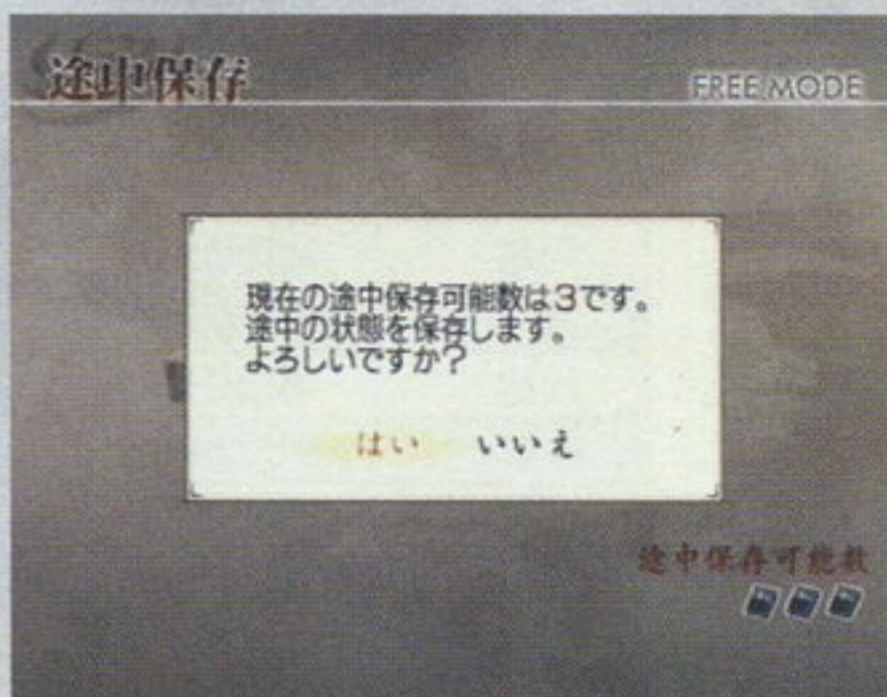 途中保存
FREE MODE
現在の途中保存可能数は3です。
途中の状態を保存します。
よろしいですか?
はい いいえ
途中保存可能数